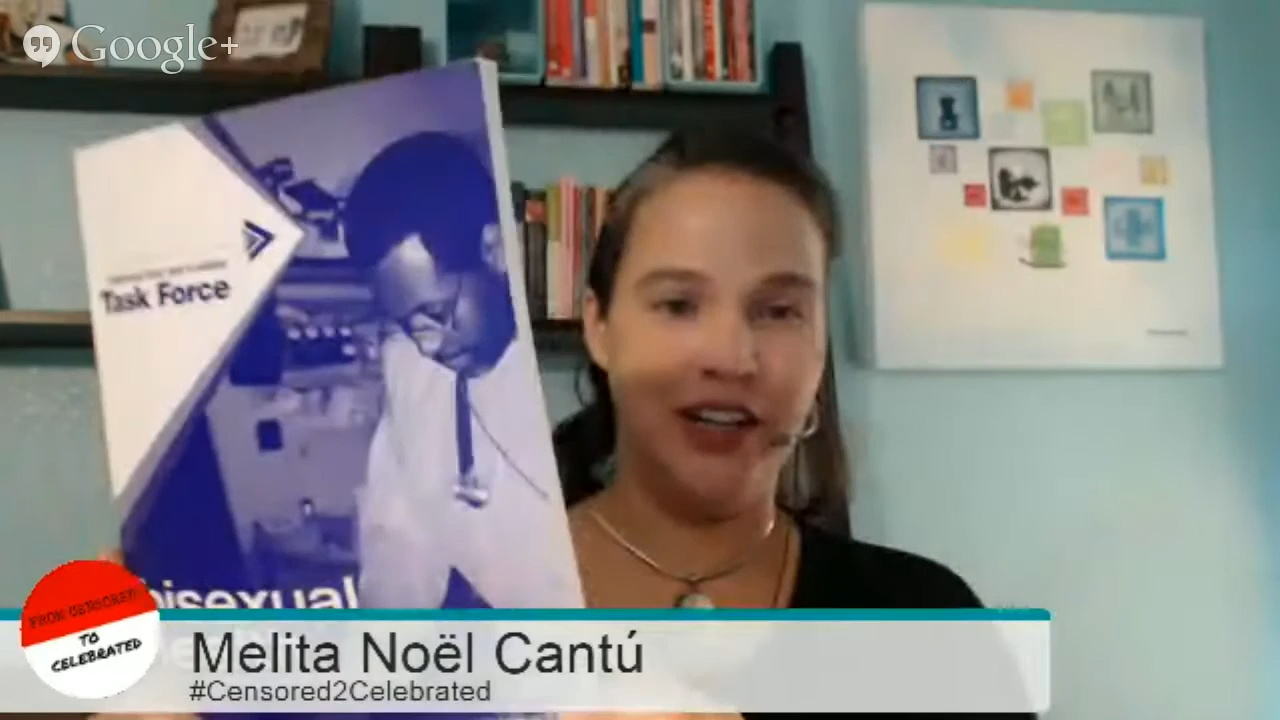 Google+
Task Force
bisexual
FROM CENSORED
TO
CELEBRATED
Melita Noël Cantú
#Censored2Celebrated